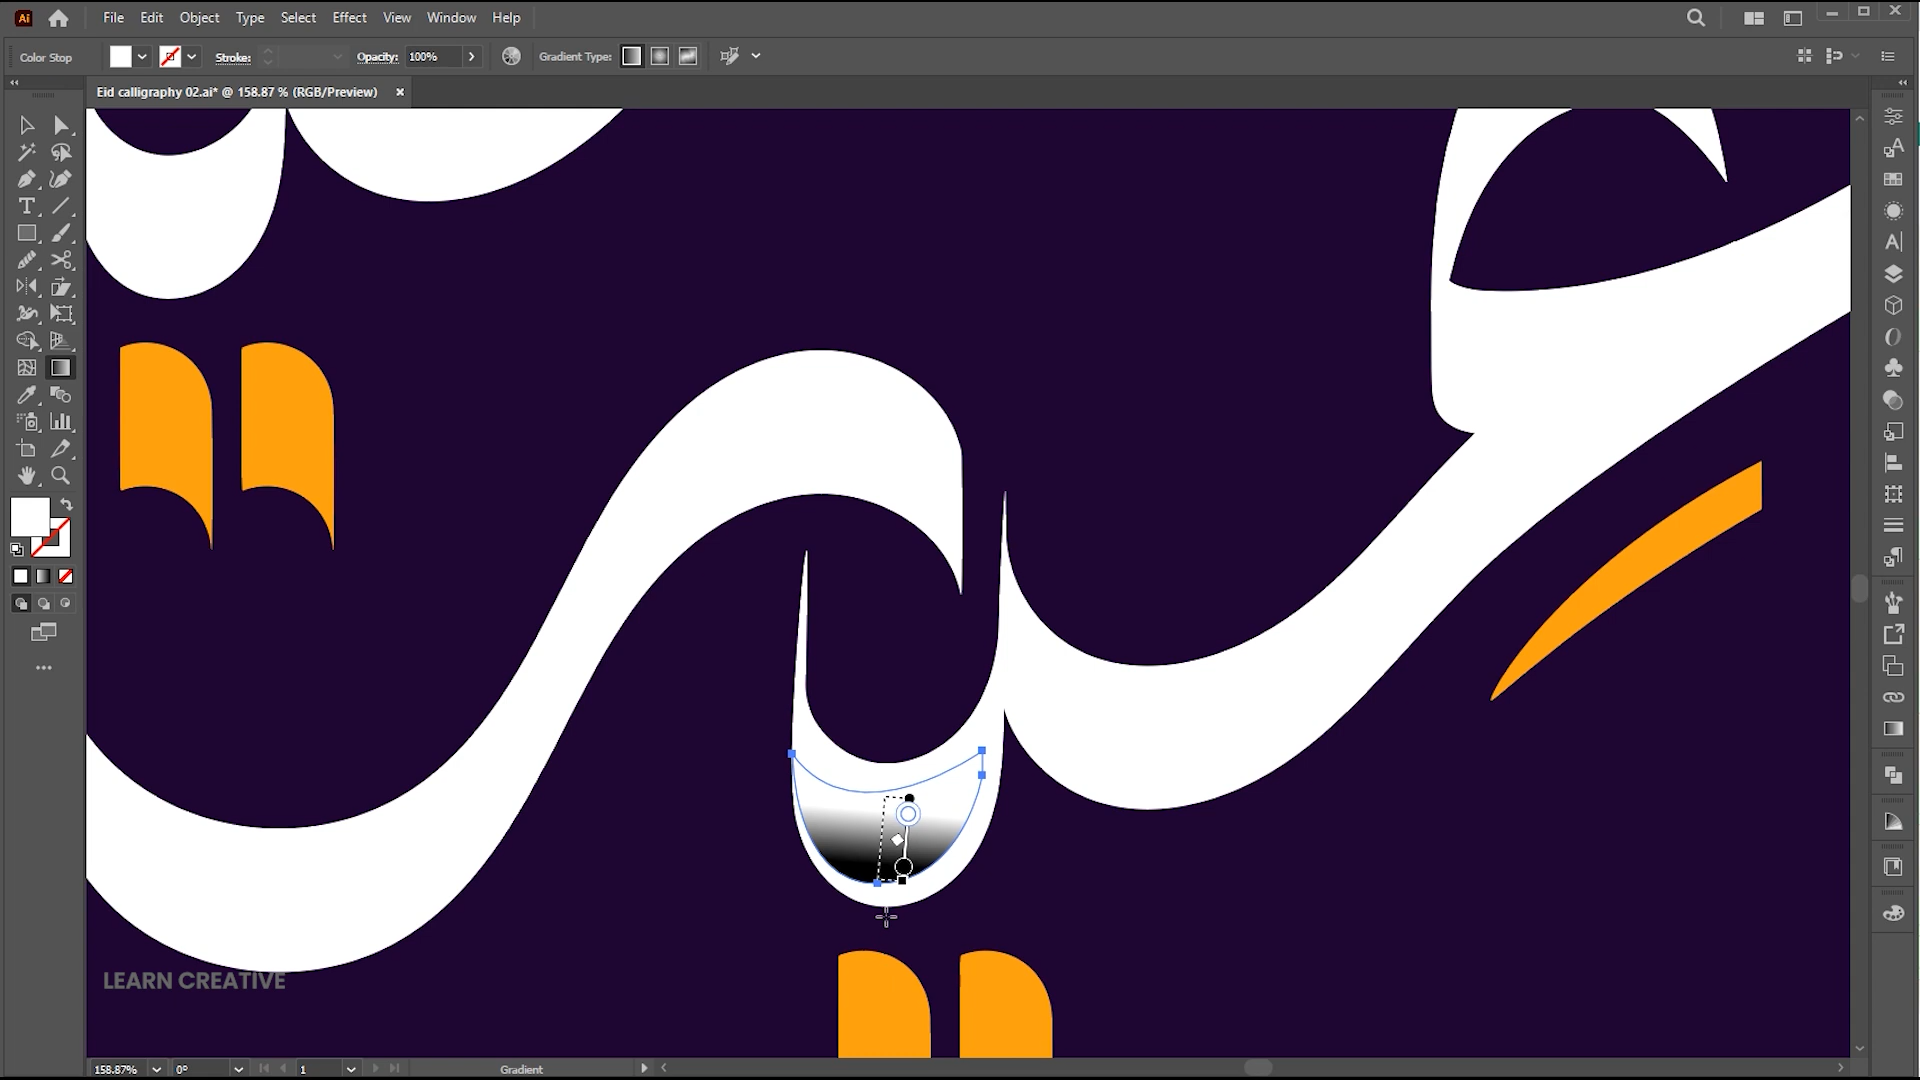 Ai File Edit Object Type Select Effect View Window Help
Color Stop Stroke: Opacity: 100% Gradient Type:
Eid calligraphy 02.ai* @ 158.87 % (RGB/Preview) ×
LEARN CREATIVE
158.87% 0° 1 Gradient